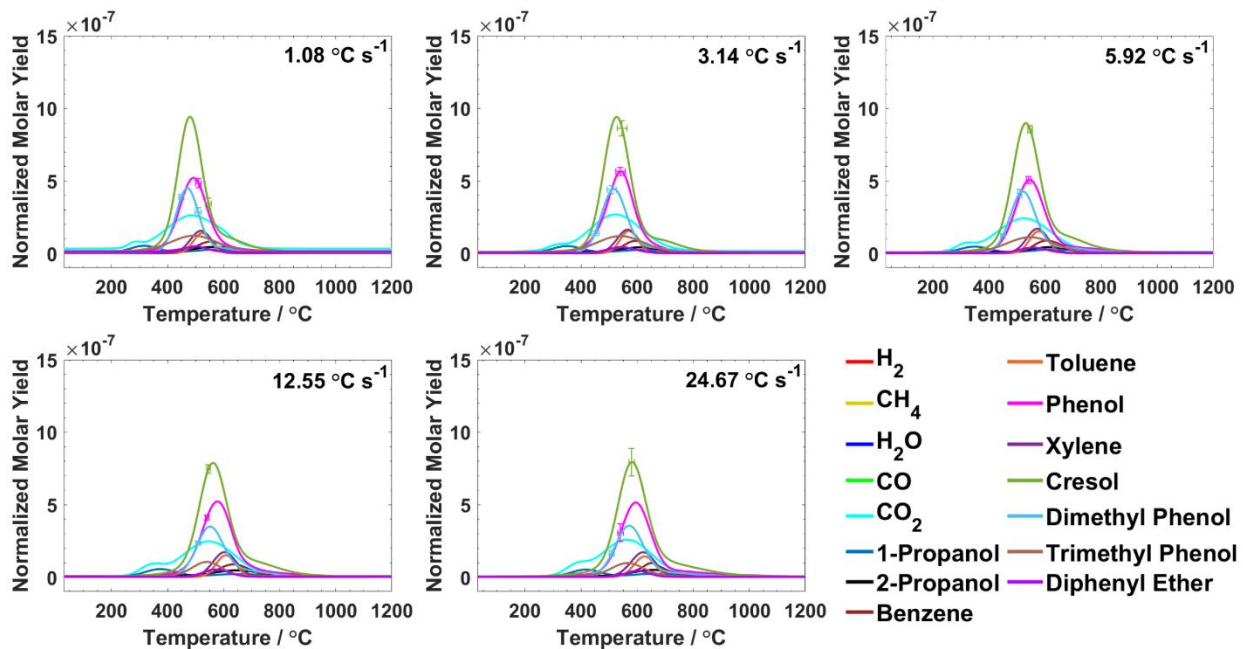 ×10⁻⁷
15
10
5
0
Normalized Molar Yield
1.08 °C s⁻¹
200 400 600 800 1000 1200
Temperature / °C
×10⁻⁷
15
10
5
0
Normalized Molar Yield
3.14 °C s⁻¹
200 400 600 800 1000 1200
Temperature / °C
×10⁻⁷
15
10
5
0
Normalized Molar Yield
5.92 °C s⁻¹
200 400 600 800 1000 1200
Temperature / °C
×10⁻⁷
15
10
5
0
Normalized Molar Yield
12.55 °C s⁻¹
200 400 600 800 1000 1200
Temperature / °C
×10⁻⁷
15
10
5
0
Normalized Molar Yield
24.67 °C s⁻¹
200 400 600 800 1000 1200
Temperature / °C
H₂
CH₄
H₂O
CO
CO₂
1-Propanol
2-Propanol
Benzene
Toluene
Phenol
Xylene
Cresol
Dimethyl Phenol
Trimethyl Phenol
Diphenyl Ether